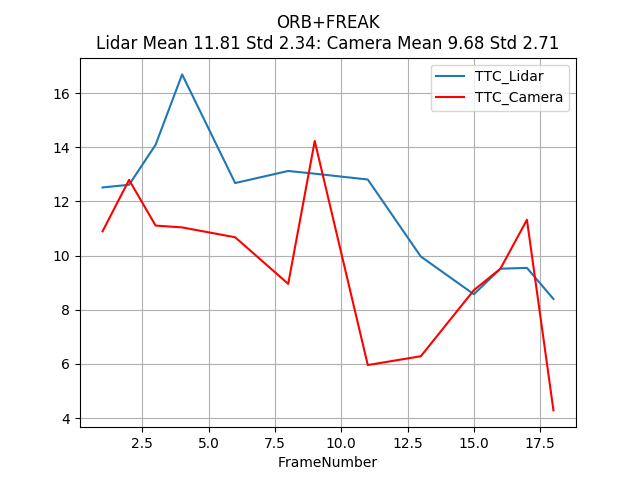 ORB+FREAK
Lidar Mean 11.81 Std 2.34: Camera Mean 9.68 Std 2.71
TTC_Lidar
TTC_Camera
16
14
12
10
8
6
4
2.5 5.0 7.5 10.0 12.5 15.0 17.5
FrameNumber